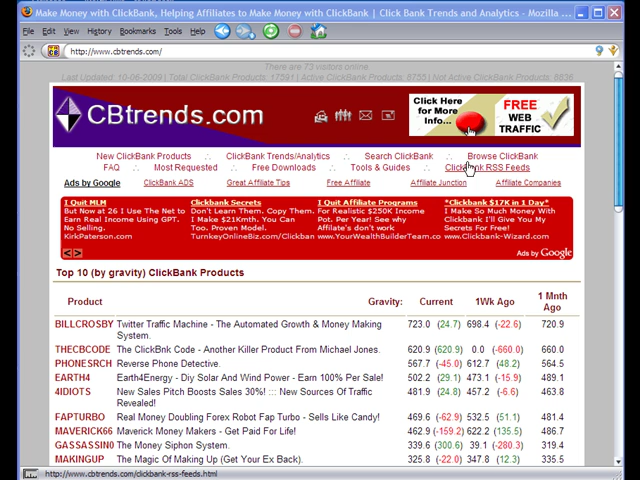 Make Money with ClickBank, Helping Affiliates to Make Money with ClickBank | Click Bank Trends and Analytics - Mozilla ...
File Edit View History Bookmarks Tools Help
http://www.cbtrends.com/
There are 73 visitors online
Last Updated: 10-06-2009 | Total ClickBank Products: 17591 | Active ClickBank Products: 8755 | Not Active ClickBank Products: 8836
CBtrends.com
Click Here for More Info...
FREE WEB TRAFFIC
New ClickBank Products ∴ ClickBank Trends/Analytics ∴ Search ClickBank ∴ Browse ClickBank
FAQ ∴ Most Requested ∴ Free Downloads ∴ Tools & Guides ∴ ClickBank RSS Feeds
Ads by Google ClickBank ADS Great Affiliate Tips Free Affiliate Affiliate Junction Affiliate Companies
I Quit MLM
But Now at 26 I Use The Net to
Earn Real Income Using GPT.
No Selling.
KirkPaterson.com
Clickbank Secrets
Don't Learn Them. Copy Them.
I Make $21K/mth. You Can
Too. Proven Model.
TurnkeyOnlineBiz.com/Clickban
I Quit Affiliate Programs
For Realistic $250K Income
Pot. Per Year! See why
Affilate's don't work
www.YourWealthBuilderTeam.co
*Clickbank $17K in 1 Day*
I Make So Much Money With
Clickbank I'll Give You My
Secrets For Free!
www.Clickbank-Wizard.com
Ads by Google
Top 10 (by gravity) ClickBank Products
Product Gravity: Current 1Wk Ago 1 Mnth Ago
BILLCROSBY Twitter Traffic Machine - The Automated Growth & Money Making System. 723.0 (24.7) 698.4 (-22.6) 720.9
THECBCODE The ClickBnk Code - Another Killer Product From Michael Jones. 620.9 (620.9) 0.0 (-660.0) 660.0
PHONESRCH Reverse Phone Detective. 567.7 (-45.0) 612.7 (48.2) 564.5
EARTH4 Earth4Energy - Diy Solar And Wind Power - Earn 100% Per Sale! 502.2 (29.1) 473.1 (-15.9) 489.1
4IDIOTS New Sales Pitch Boosts Sales 30%! ::: New Sources Of Traffic Revealed! 481.9 (24.8) 457.2 (-6.6) 463.8
FAPTURBO Real Money Doubling Forex Robot Fap Turbo - Sells Like Candy! 469.6 (-62.9) 532.5 (51.1) 481.4
MAVERICK66 Maverick Money Makers - Get Paid For Life! 462.9 (-159.2) 622.2 (135.5) 486.7
GASSASSIN0 The Money Siphon System. 339.6 (300.6) 39.1 (-280.3) 319.4
MAKINGUP The Magic Of Making Up (Get Your Ex Back). 325.8 (-22.0) 347.8 (12.3) 335.5
http://www.cbtrends.com/clickbank-rss-feeds.html